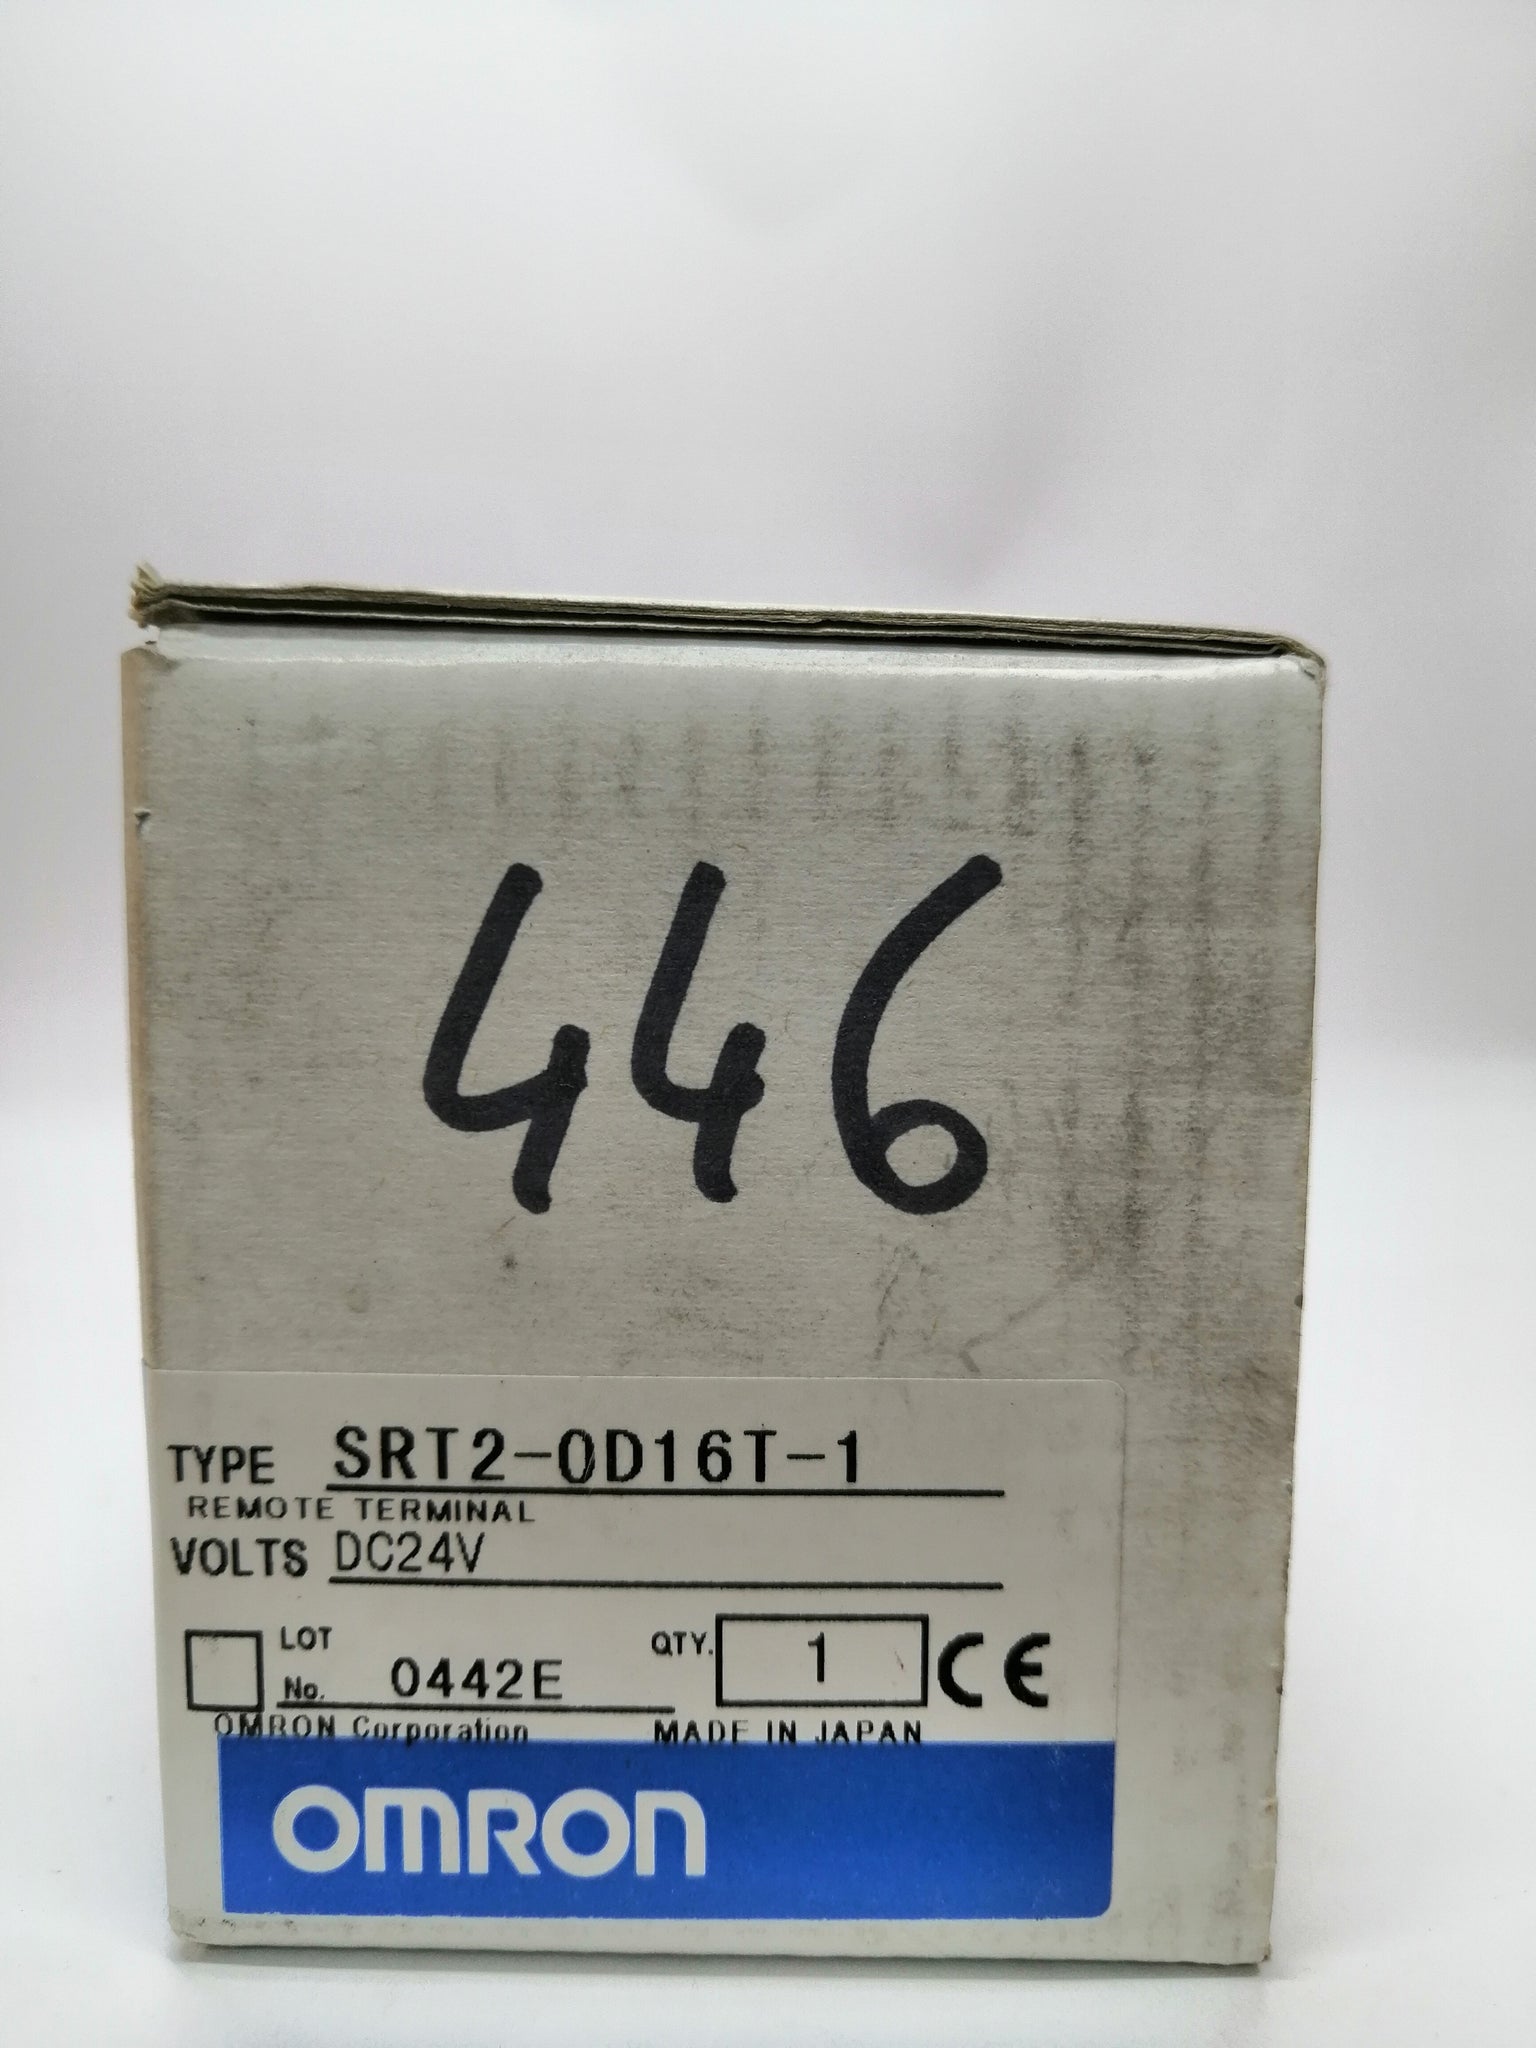 446
TYPE SRT2-OD16T-1
REMOTE TERMINAL
VOLTS DC24V
LOT No. 0442E QTY. 1 CE
OMRON Corporation MADE IN JAPAN
OMRON